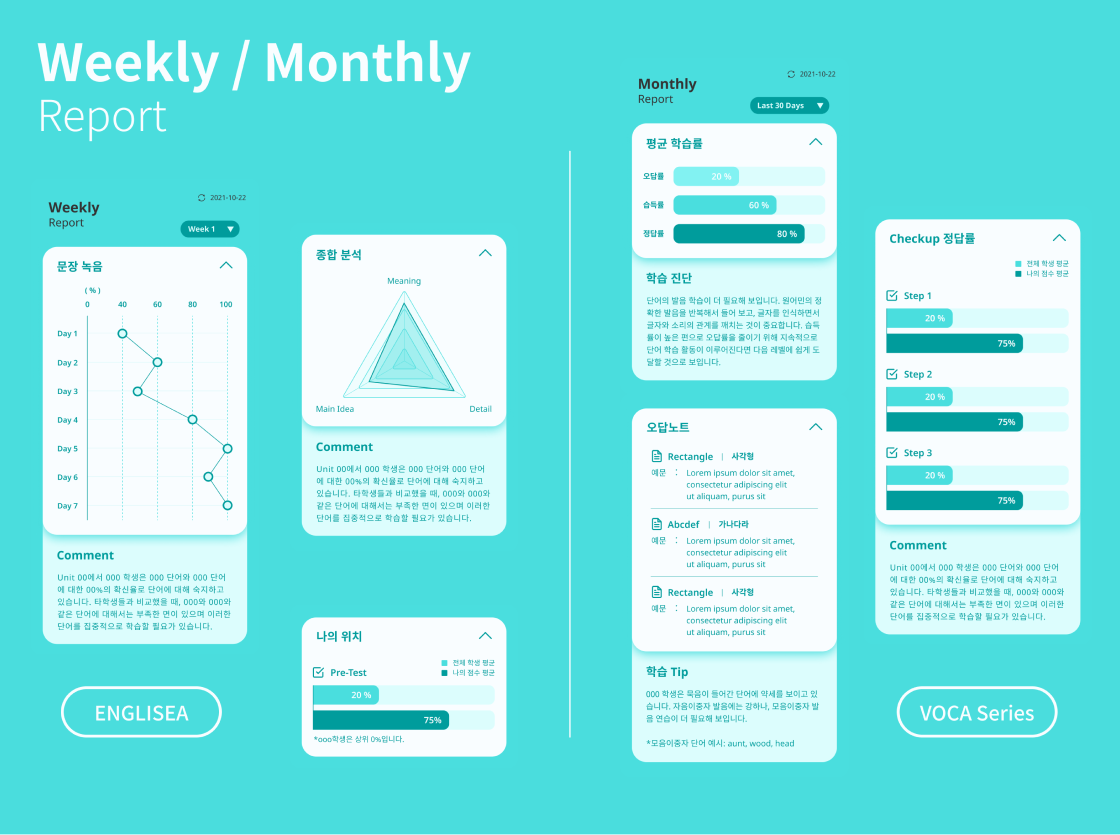 Weekly / Monthly
Report
Weekly
Report
2021-10-22
Week 1 ▼
문장 녹음
( % )
0 40 60 80 100
Day 1
Day 2
Day 3
Day 4
Day 5
Day 6
Day 7
Comment
Unit 00에서 000 학생은 000 단어와 000 단어
에 대한 00%의 확신율로 단어에 대해 숙지하고
있습니다. 타학생들과 비교했을 때, 000와 000와
같은 단어에 대해서는 부족한 면이 있으며 이러한
단어를 집중적으로 학습할 필요가 있습니다.
ENGLISEA
종합 분석
Meaning
Main Idea
Detail
Comment
Unit 00에서 000 학생은 000 단어와 000 단어
에 대한 00%의 확신율로 단어에 대해 숙지하고
있습니다. 타학생들과 비교했을 때, 000와 000와
같은 단어에 대해서는 부족한 면이 있으며 이러한
단어를 집중적으로 학습할 필요가 있습니다.
나의 위치
전체 학생 평균
나의 점수 평균
Pre-Test
20 %
75%
*ooo학생은 상위 0%입니다.
Monthly
Report
2021-10-22
Last 30 Days ▼
평균 학습률
오답률 20 %
습득률 60 %
정답률 80 %
학습 진단
단어의 발음 학습이 더 필요해 보입니다. 원어민의 정
확한 발음을 반복해서 들어 보고, 글자를 인식하면서
글자와 소리의 관계를 깨치는 것이 중요합니다. 습득
률이 높은 편으로 오답률을 줄이기 위해 지속적으로
단어 학습 활동이 이루어진다면 다음 레벨에 쉽게 도
달할 것으로 보입니다.
오답노트
Rectangle | 사각형
예문 : Lorem ipsum dolor sit amet,
consectetur adipiscing elit
ut aliquam, purus sit
Abcdef | 가나다라
예문 : Lorem ipsum dolor sit amet,
consectetur adipiscing elit
ut aliquam, purus sit
Rectangle | 사각형
예문 : Lorem ipsum dolor sit amet,
consectetur adipiscing elit
ut aliquam, purus sit
학습 Tip
000 학생은 묵음이 들어간 단어에 약세를 보이고 있
습니다. 자음이중자 발음에는 강하나, 모음이중자 발
음 연습이 더 필요해 보입니다.
*모음이중자 단어 예시: aunt, wood, head
Checkup 정답률
전체 학생 평균
나의 점수 평균
Step 1
20 %
75%
Step 2
20 %
75%
Step 3
20 %
75%
Comment
Unit 00에서 000 학생은 000 단어와 000 단어
에 대한 00%의 확신율로 단어에 대해 숙지하고
있습니다. 타학생들과 비교했을 때, 000와 000와
같은 단어에 대해서는 부족한 면이 있으며 이러한
단어를 집중적으로 학습할 필요가 있습니다.
VOCA Series